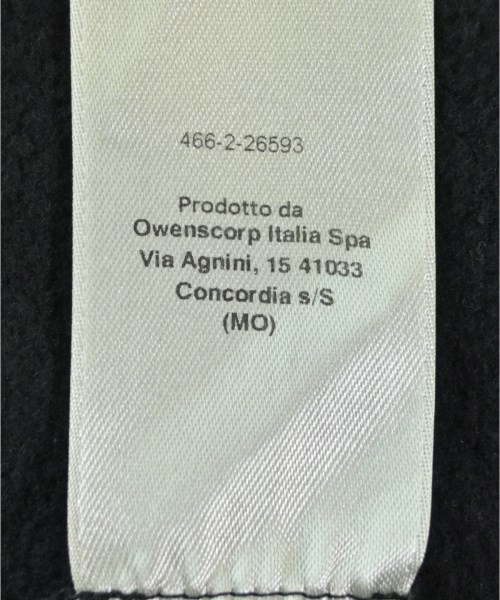 466-2-26593
Prodotto da
Owenscorp Italia Spa
Via Agnini, 15 41033
Concordia s/S
(MO)